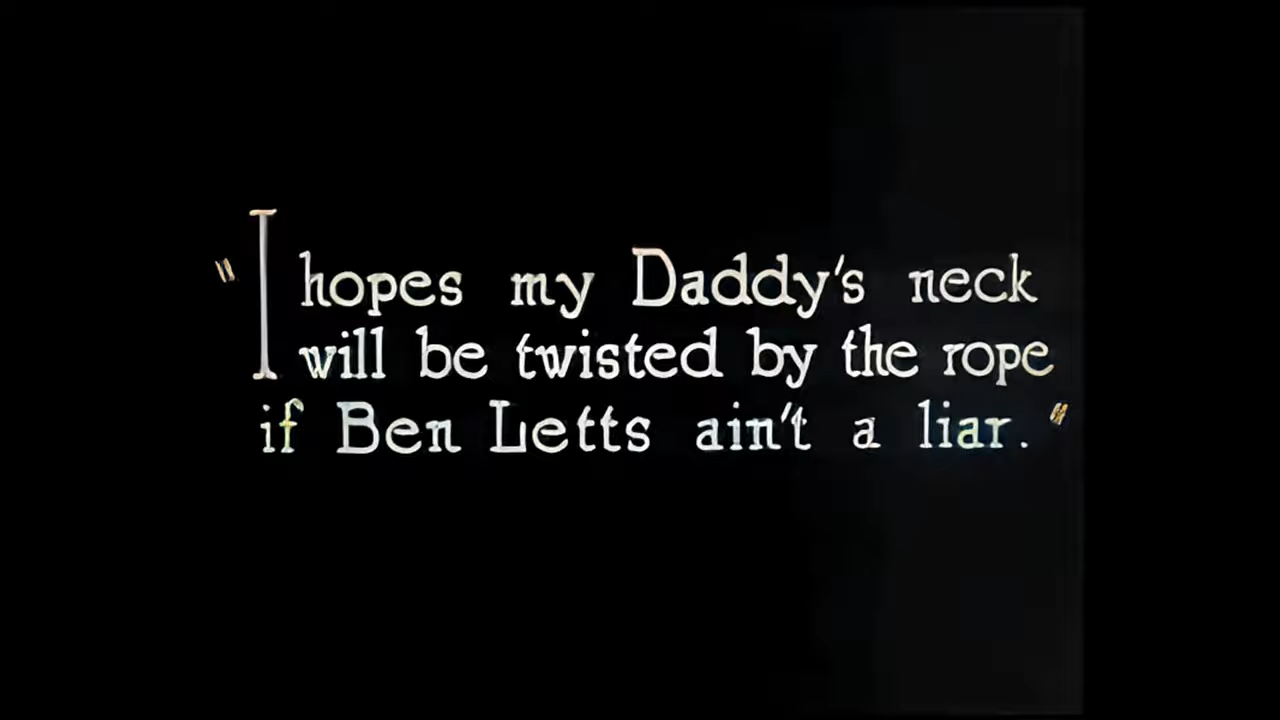 "I hopes my Daddy's neck
will be twisted by the rope
if Ben Letts ain't a liar."